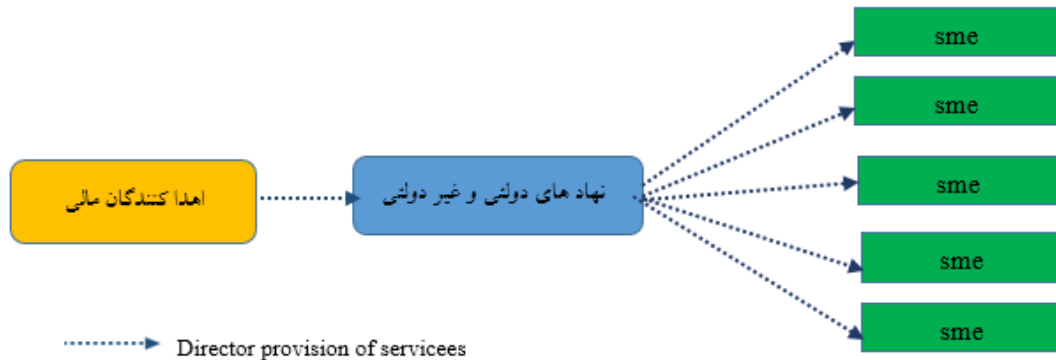 sme
sme
اهدا کنندگان مالی
نهاد های دولتی و غیر دولتی
sme
sme
sme
Director provision of servicees